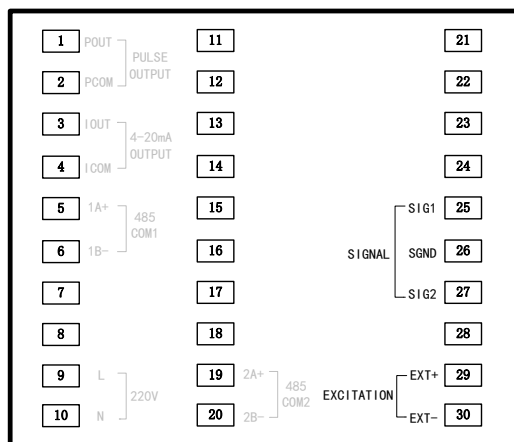 1 POUT 11 21
PULSE
OUTPUT
2 PCOM 12 22
3 IOUT 13 23
4-20mA
OUTPUT
4 ICOM 14 24
5 1A+ 15 SIG1 25
485
COM1
6 1B- 16 SIGNAL SGND 26
7 17 SIG2 27
8 18 28
9 L 19 2A+ EXT+ 29
220V 485
COM2 EXCITATION
10 N 20 2B- EXT- 30